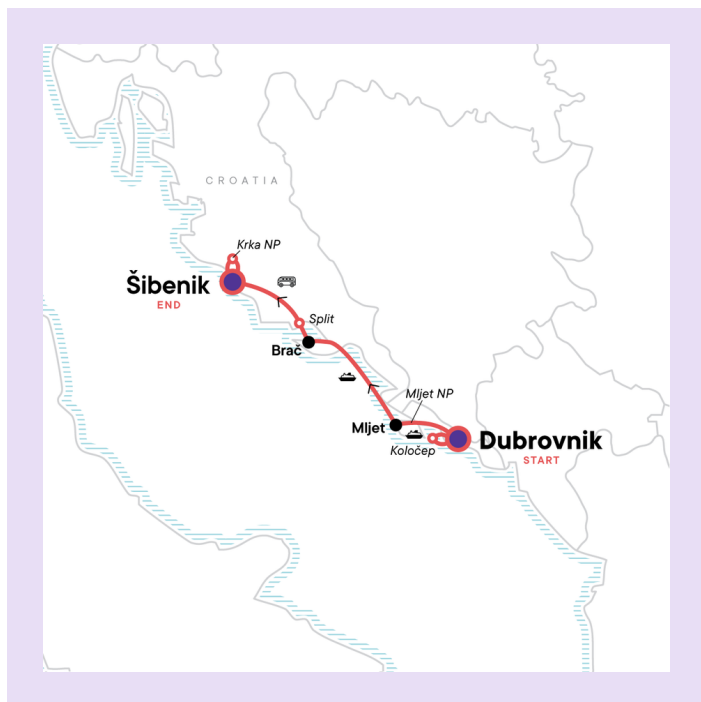 CROATIA
Krka NP
Šibenik
END
Split
Brač
Mljet NP
Mljet
Koločep
Dubrovnik
START